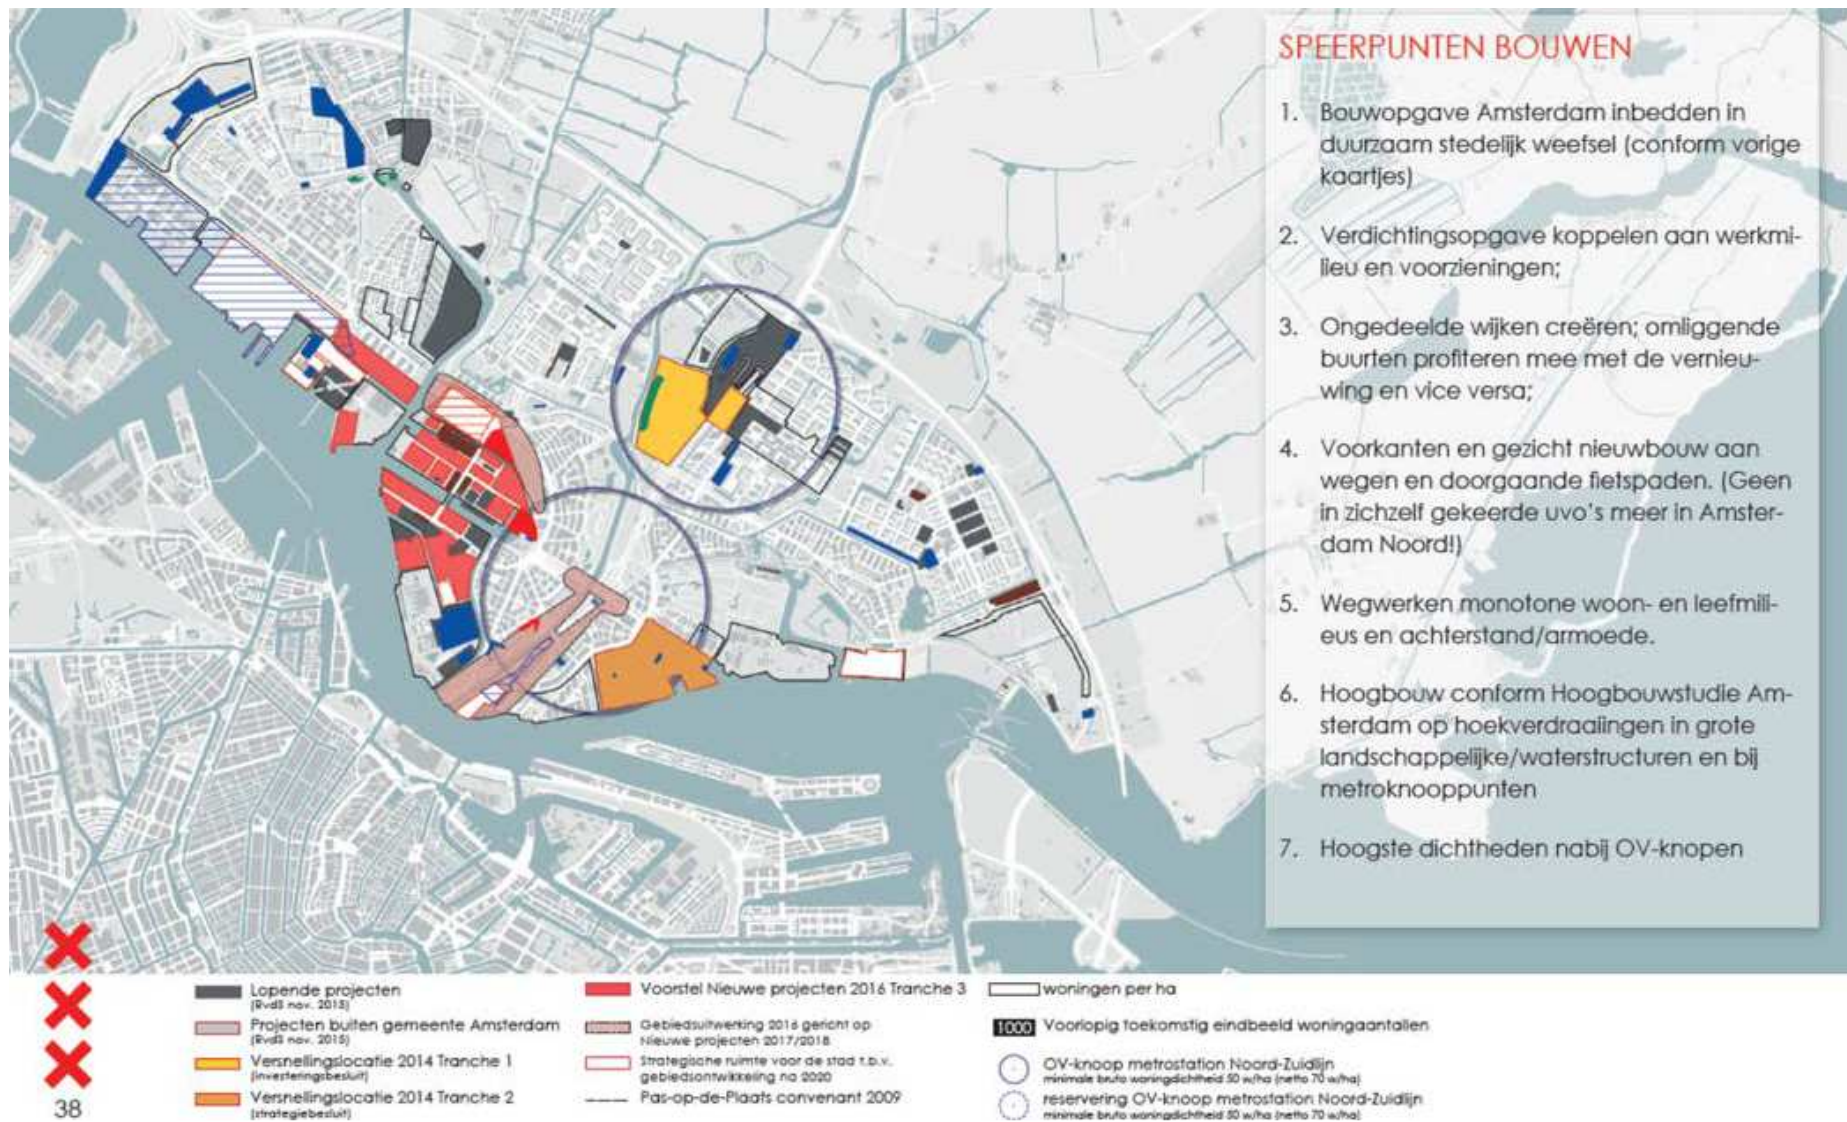 SPEERPUNTEN BOUWEN
1. Bouwopgave Amsterdam inbedden in
duurzaam stedelijk weefsel (conform vorige
kaartjes)
2. Verdichtingsopgave koppelen aan werkmi-
lieu en voorzieningen;
3. Ongedeelde wijken creëren; omliggende
buurten profiteren mee met de vernieu-
wing en vice versa;
4. Voorkanten en gezicht nieuwbouw aan
wegen en doorgaande fietspaden. (Geen
in zichzelf gekeerde uvo's meer in Amster-
dam Noord!)
5. Wegwerken monotone woon- en leefmili-
eus en achterstand/armoede.
6. Hoogbouw conform Hoogbouwstudie Am-
sterdam op hoekverdraaiingen in grote
landschappelijke/waterstructuren en bij
metroknooppunten
7. Hoogste dichtheden nabij OV-knopen
38
Lopende projecten
(RvdS nov. 2015)
Projecten buiten gemeente Amsterdam
(RvdS nov. 2015)
Versnellingslocatie 2014 Tranche 1
(investeringsbesluit)
Versnellingslocatie 2014 Tranche 2
(strategiebesluit)
Voorstel Nieuwe projecten 2016 Tranche 3
Gebiedsuitwerking 2016 gericht op
Nieuwe projecten 2017/2018
Strategische ruimte voor de stad t.b.v.
gebiedsontwikkeling na 2020
Pas-op-de-Plaats convenant 2009
woningen per ha
1000 Voorlopig toekomstig eindbeeld woningaantallen
OV-knoop metrostation Noord-Zuidlijn
minimale bruto woningdichtheid 50 w/ha (netto 70 w/ha)
reservering OV-knoop metrostation Noord-Zuidlijn
minimale bruto woningdichtheid 50 w/ha (netto 70 w/ha)